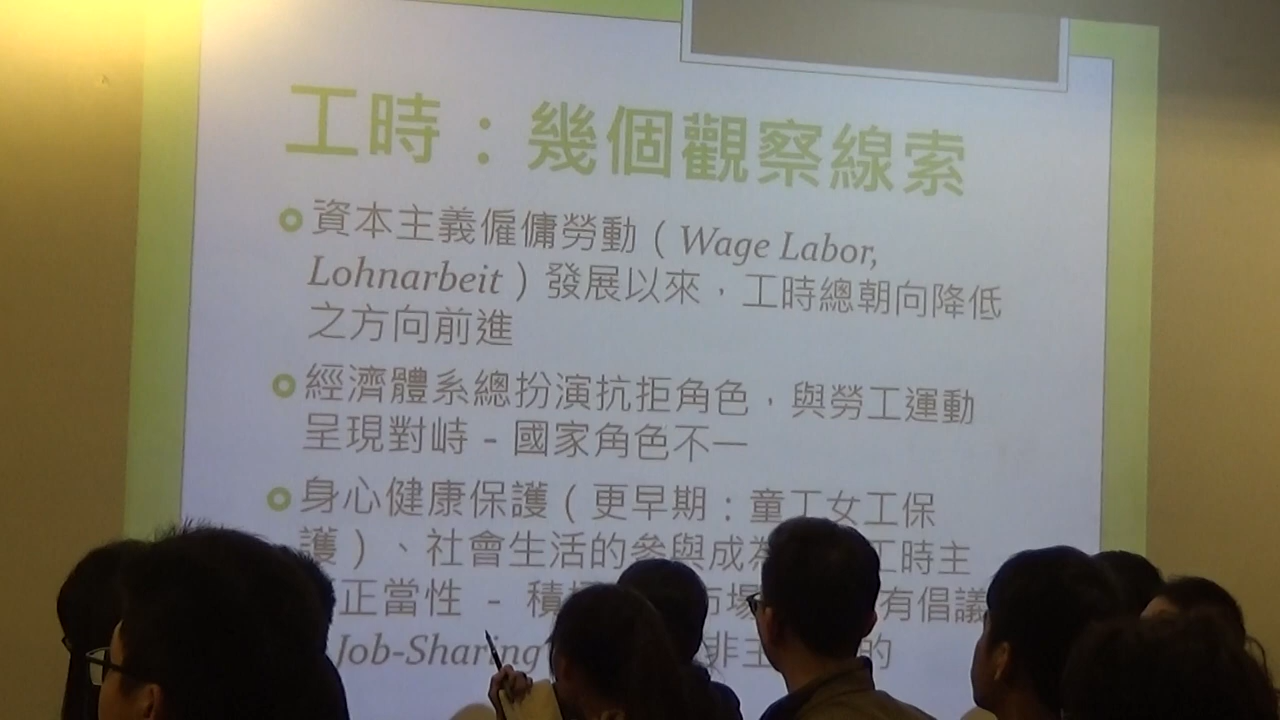 工時：幾個觀察線索
資本主義僱傭勞動（Wage Labor,
Lohnarbeit）發展以來，工時總朝向降低
之方向前進
經濟體系總扮演抗拒角色，與勞工運動
呈現對峙 - 國家角色不一
身心健康保護（更早期：童工女工保
護）、社會生活的參與成 工時主
正當性 - 積 市場 有倡議
Job-Sharing 非主 的